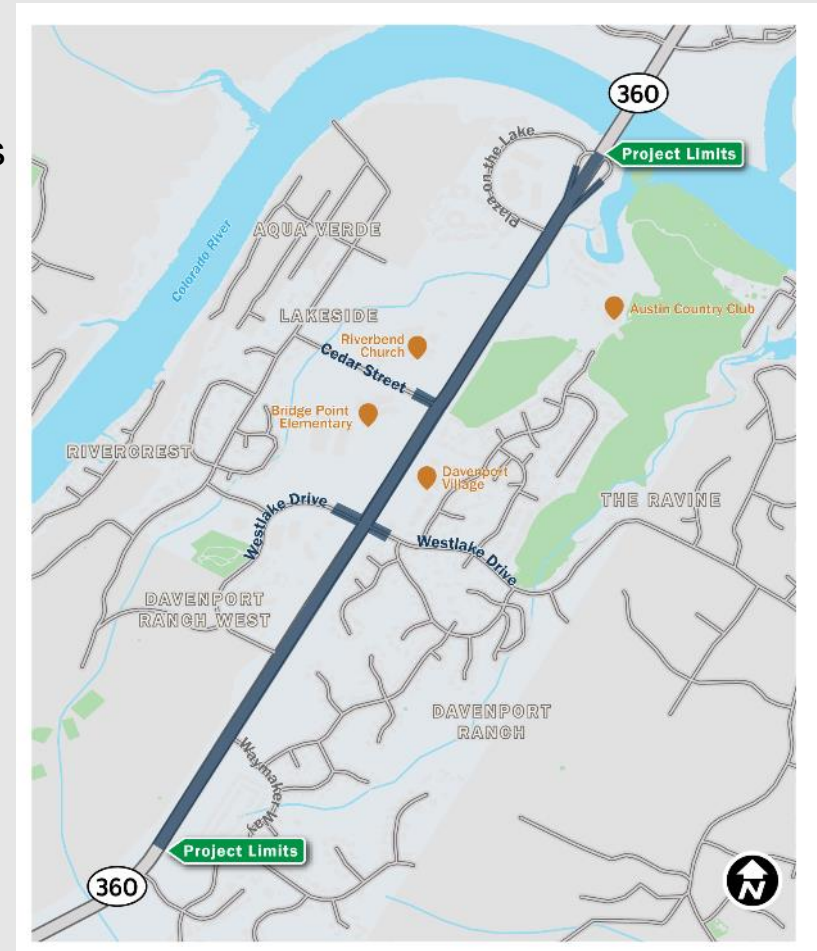 s
360
Project Limits
Plaza on the Lake
AQUA VERDE
Colorado River
LAKESIDE
Austin Country Club
Riverbend
Church
Cedar Street
Bridge Point
Elementary
RIVERCREST
Davenport
Village
THE RAVINE
Westlake Drive
Westlake Drive
DAVENPORT
RANCH WEST
DAVENPORT
RANCH
Waymaker Way
Project Limits
360
N